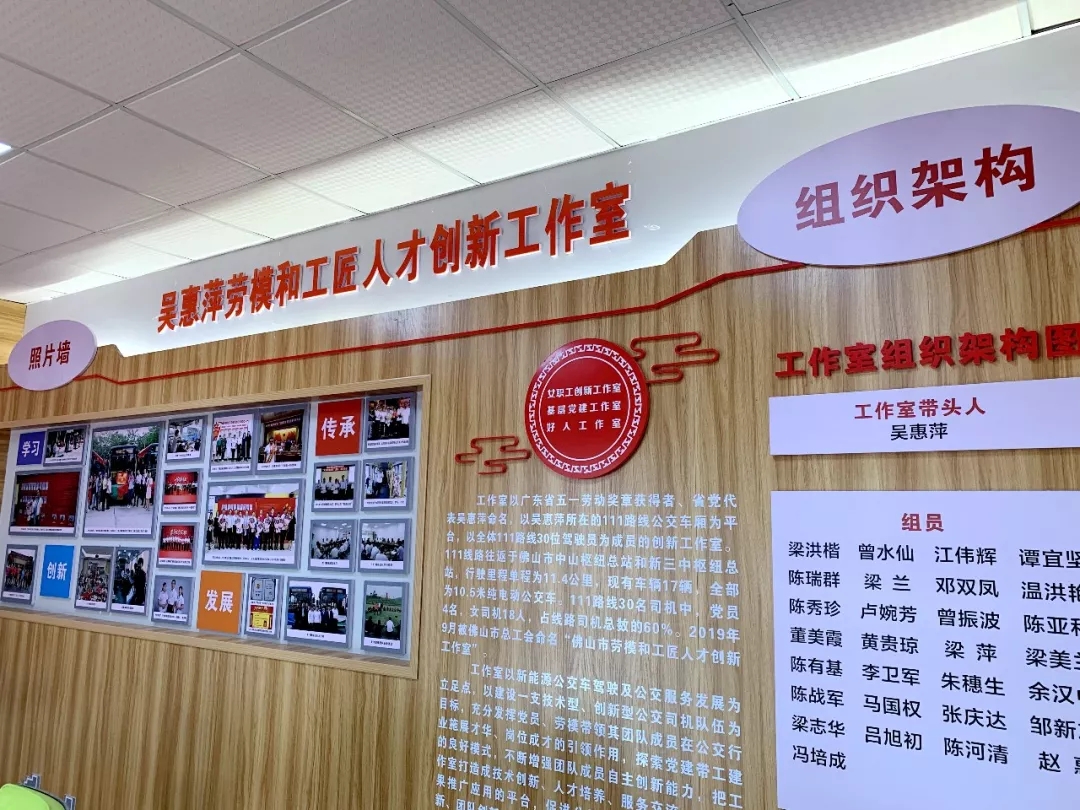 吴惠萍劳模和工匠人才创新工作室
组织架构
照片墙
学习
传承
创新
发展
女职工创新工作室
基层党建工作室
好人工作室
工作室以广东省五一劳动奖章获得者、省党代
表吴惠萍命名，以吴惠萍所在的111路线公交车厢为平
台，以全体111路线30位驾驶员为成员的创新工作室。
111线路往返于佛山市中山枢纽总站和新三中枢纽总
站，行驶里程单程为11.4公里，现有车辆17辆，全部
为10.5米纯电动公交车。111路线30名司机中，党员
4名，女司机18人，占线路司机总数的60%。2019年
9月被佛山市总工会命名“佛山市劳模和工匠人才创新
工作室”。
工作室以新能源公交车驾驶及公交服务发展为
立足点，以建设一支技术型、创新型公交司机队伍为
目标，充分发挥党员、劳模带领其团队成员在公交行
业施展才华、岗位成才的引领作用，探索党建带工建
的良好模式，不断增强团队成员自主创新能力，把工
作室打造成技术创新、人才培养、服务交流
果推广应用的平台，促进
新、团队创
工作室组织架构图
工作室带头人
吴惠萍
组员
梁洪楷 曾水仙 江伟辉 谭宜坚
陈瑞群 梁兰 邓双凤 温洪艳
陈秀珍 卢婉芳 曾振波 陈亚
董美霞 黄贵琼 梁萍 梁美
陈有基 李卫军 朱穗生 余汉
陈战军 马国权 张庆达 邹新
梁志华 吕旭初 陈河清 赵
冯培成